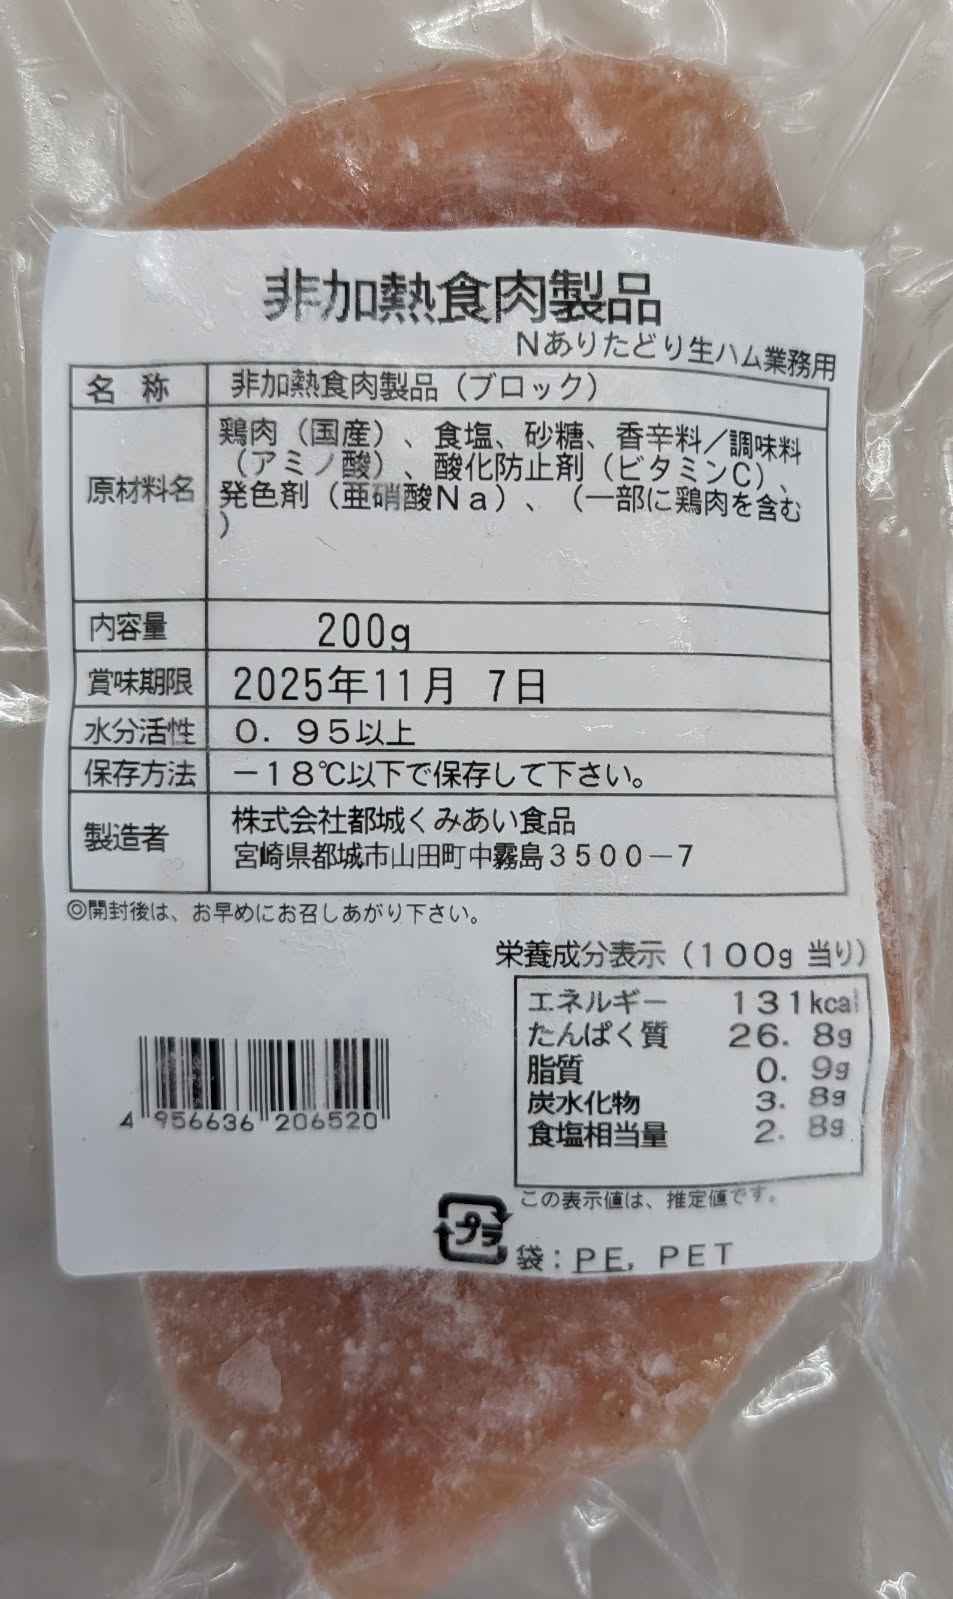 非加熱食肉製品
Nありたどり生ハム業務用
名 称 非加熱食肉製品（ブロック）
原材料名 鶏肉（国産）、食塩、砂糖、香辛料／調味料
（アミノ酸）、酸化防止剤（ビタミンC）、
発色剤（亜硝酸Na）、（一部に鶏肉を含む
）
内容量 200g
賞味期限 2025年11月 7日
水分活性 0．95以上
保存方法 －18℃以下で保存して下さい。
製造者 株式会社都城くみあい食品
宮崎県都城市山田町中霧島3500－7
◎開封後は、お早めにお召しあがり下さい。
栄養成分表示（100g 当り）
エネルギー 131kcal
たんぱく質 26．8g
脂質 0．9g
炭水化物 3．8g
食塩相当量 2．8g
この表示値は、推定値です。
4 956636 206520
プラ
袋：PE，PET